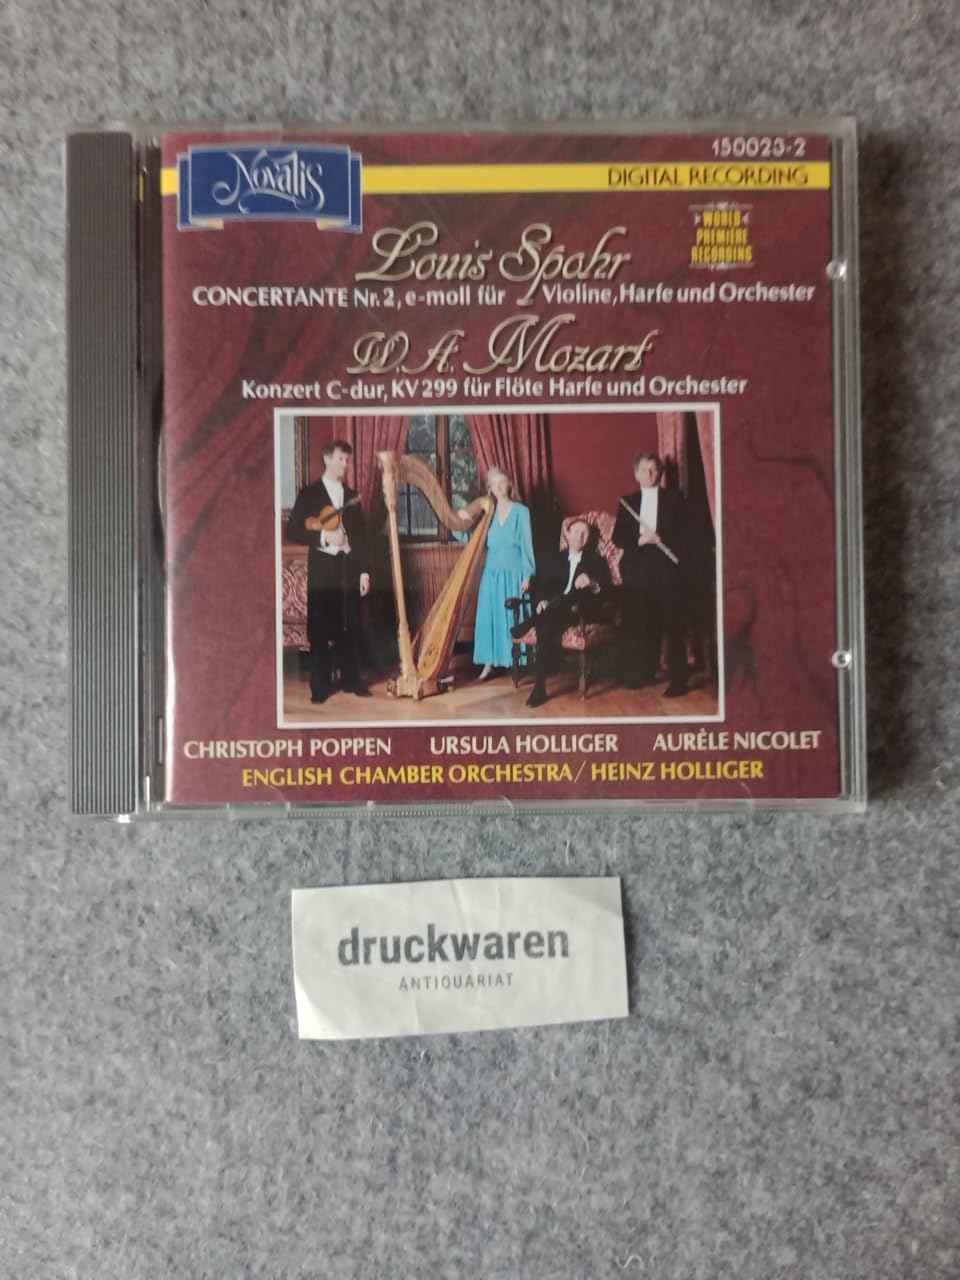 150023-2
Novalis
DIGITAL RECORDING
WORLD
PREMIÈRE
RECORDING
Louis Spohr
CONCERTANTE Nr. 2, e-moll für Violine, Harfe und Orchester
W. A. Mozart
Konzert C-dur, KV 299 für Flöte Harfe und Orchester
CHRISTOPH POPPEN URSULA HOLLIGER AURÈLE NICOLET
ENGLISH CHAMBER ORCHESTRA / HEINZ HOLLIGER
druckwaren
ANTIQUARIAT